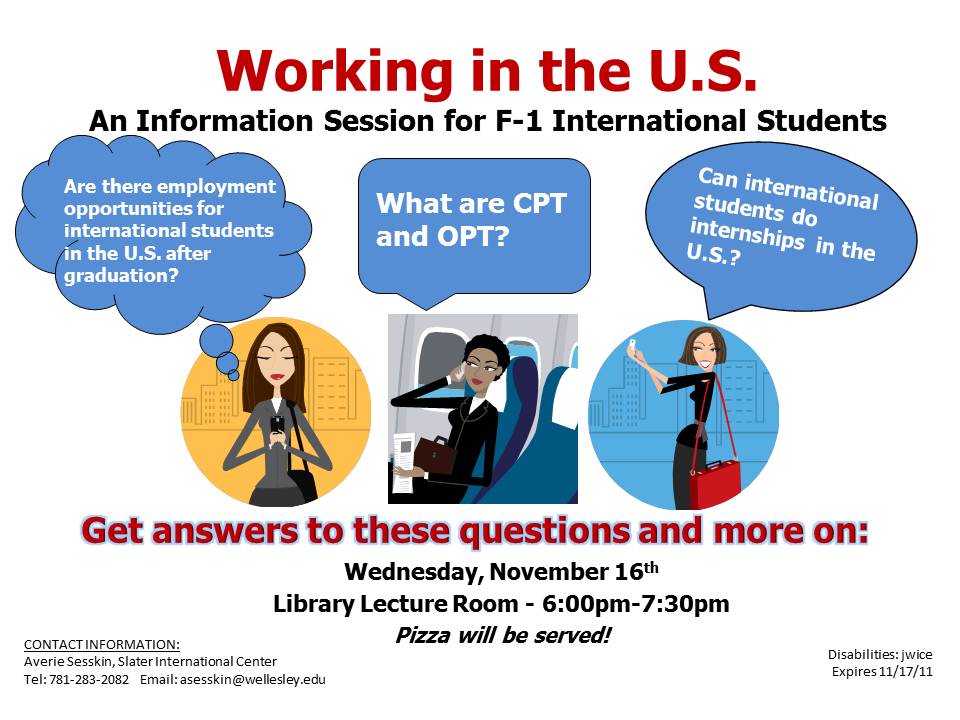 Working in the U.S.
An Information Session for F-1 International Students
Are there employment
opportunities for
international students
in the U.S. after
graduation?
What are CPT
and OPT?
Can international
students do
internships in the
U.S.?
Get answers to these questions and more on:
Wednesday, November 16th
Library Lecture Room - 6:00pm-7:30pm
Pizza will be served!
CONTACT INFORMATION:
Averie Sesskin, Slater International Center
Tel: 781-283-2082 Email: asesskin@wellesley.edu
Disabilities: jwice
Expires 11/17/11